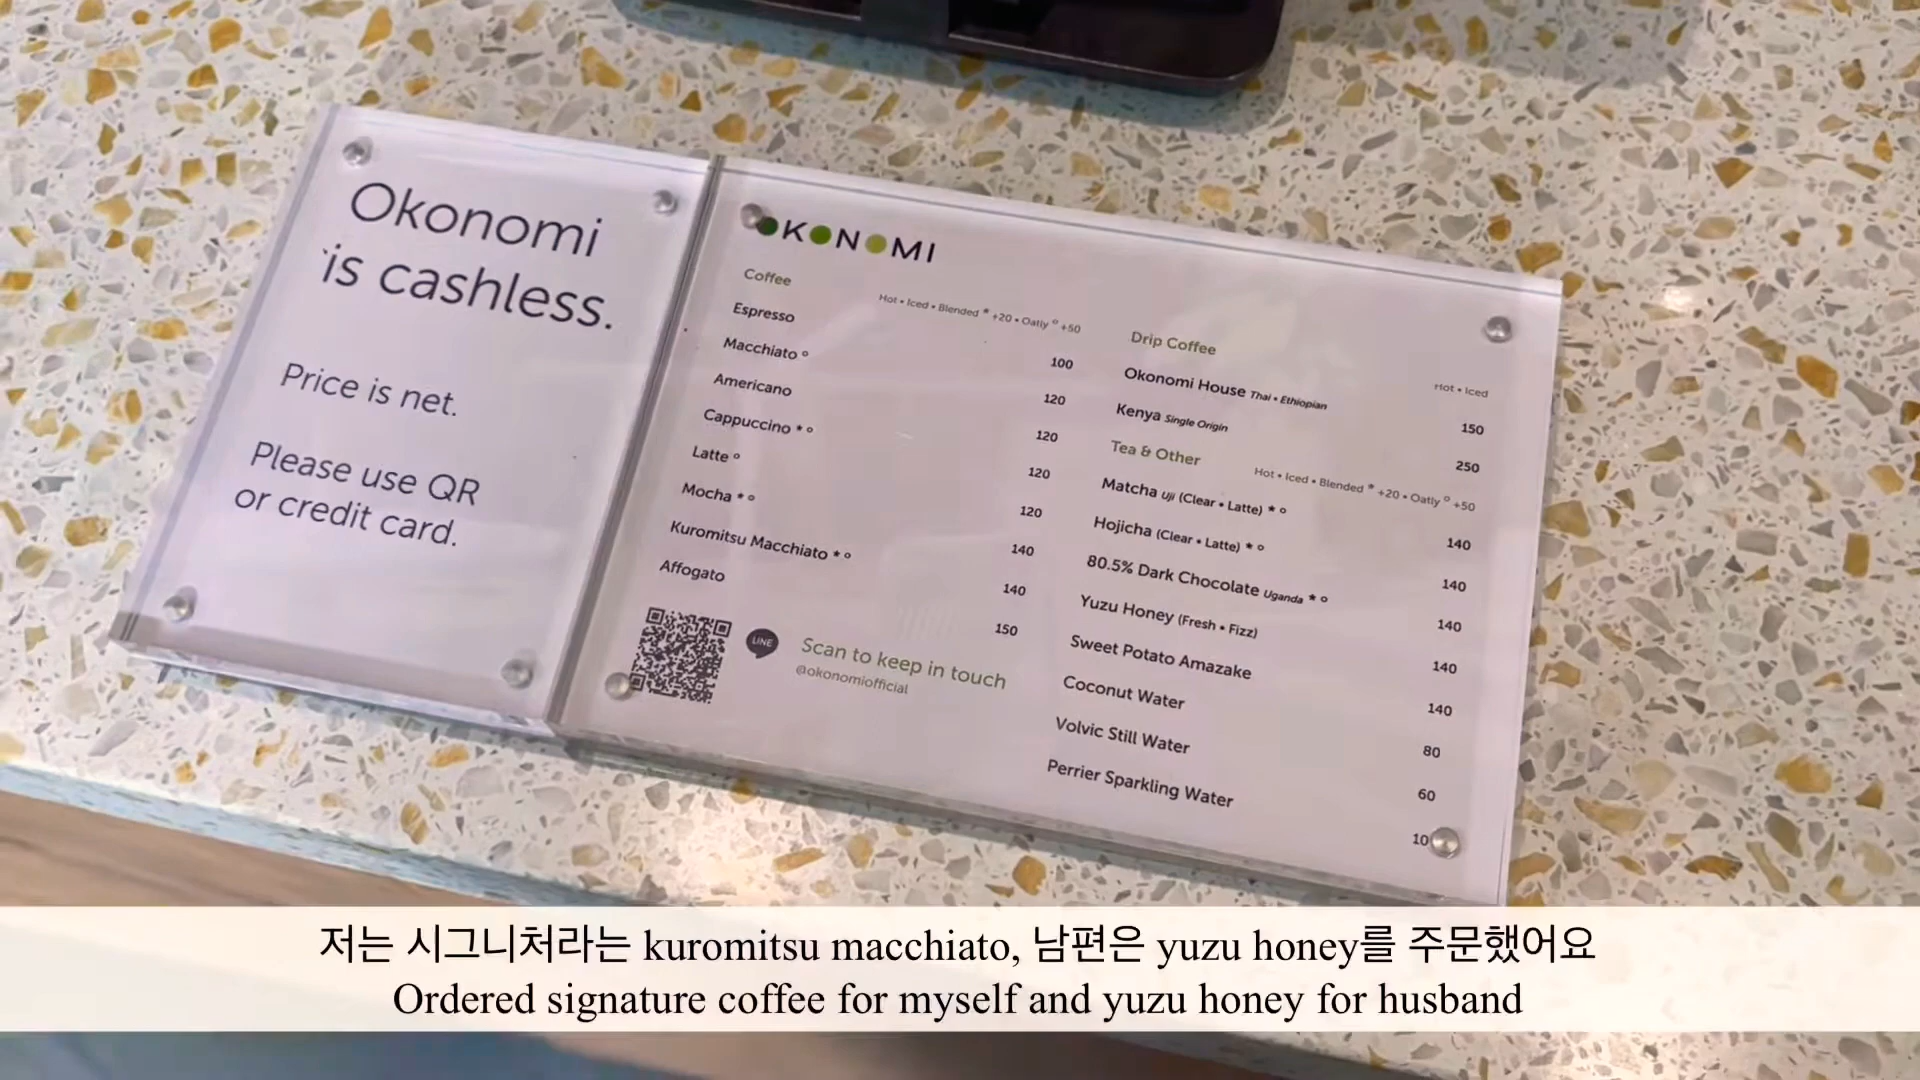 Okonomi
is cashless.
Price is net.
Please use QR
or credit card.
OKONOMI
Coffee
Hot • Iced • Blended * +20 • Oatly ° +50
Espresso 100
Macchiato ° 120
Americano 120
Cappuccino * ° 120
Latte ° 120
Mocha * ° 140
Kuromitsu Macchiato * ° 140
Affogato 150
LINE
Scan to keep in touch
@okonomiofficial
Drip Coffee
Hot • Iced
Okonomi House Thai • Ethiopian 150
Kenya Single Origin 250
Tea & Other
Hot • Iced • Blended * +20 • Oatly ° +50
Matcha Uji (Clear • Latte) * ° 140
Hojicha (Clear • Latte) * ° 140
80.5% Dark Chocolate Uganda * ° 140
Yuzu Honey (Fresh • Fizz) 140
Sweet Potato Amazake 140
Coconut Water 80
Volvic Still Water 60
Perrier Sparkling Water
저는 시그니처라는 kuromitsu macchiato, 남편은 yuzu honey를 주문했어요
Ordered signature coffee for myself and yuzu honey for husband